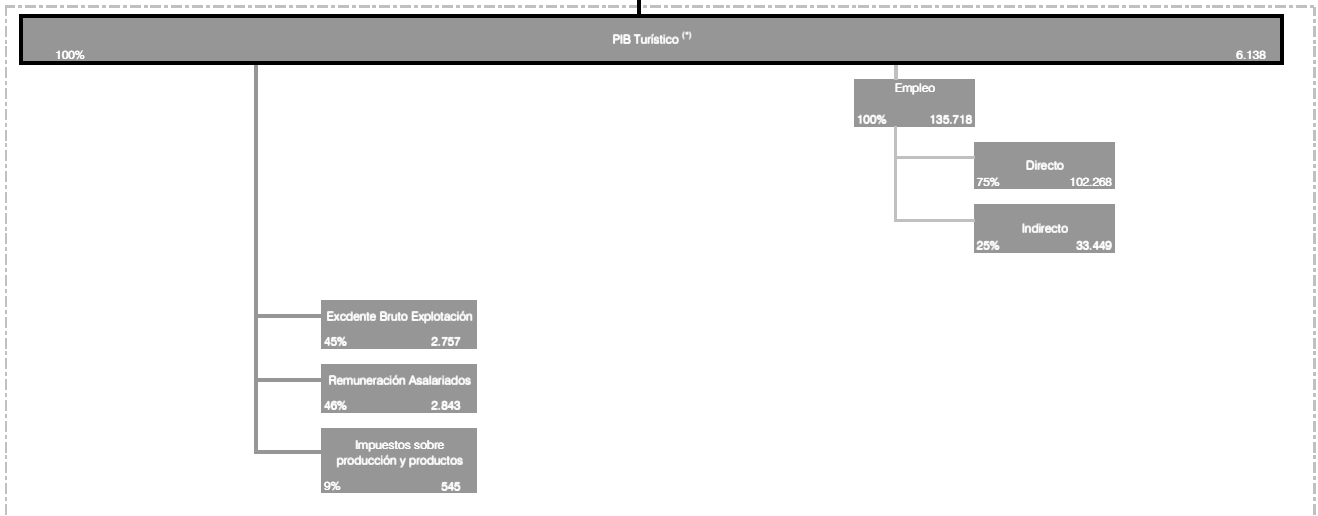 PIB Turístico (*)
100% 6.138
Empleo
100% 135.718
Directo
75% 102.268
Indirecto
25% 33.449
Excdente Bruto Explotación
45% 2.757
Remuneración Asalariados
46% 2.843
Impuestos sobre
producción y productos
9% 545